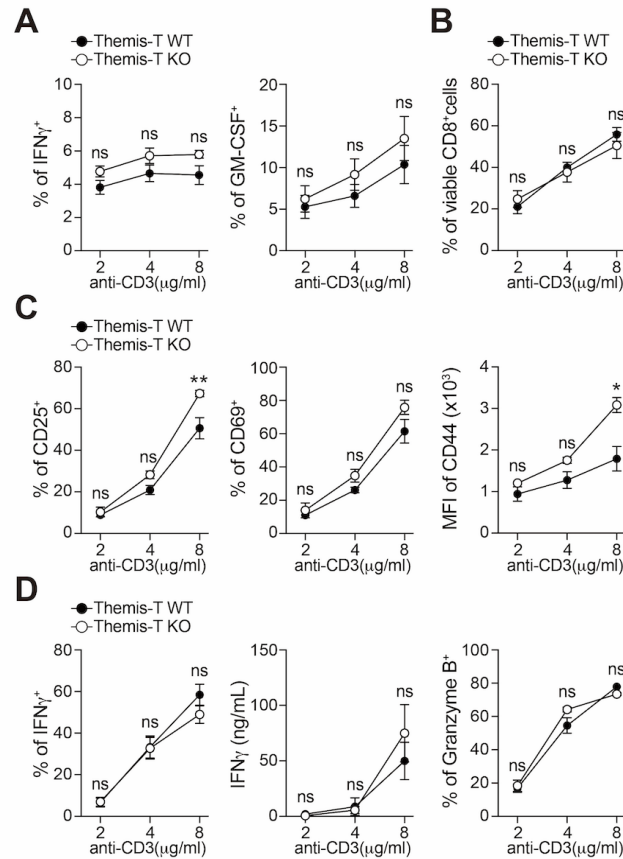 A
B
Themis-T WT
Themis-T KO
Themis-T WT
Themis-T KO
% of IFNγ⁺
10
8
6
4
2
0
ns
ns
ns
2
4
8
anti-CD3(μg/ml)
% of GM-CSF⁺
20
15
10
5
0
ns
ns
ns
2
4
8
anti-CD3(μg/ml)
% of viable CD8⁺cells
80
60
40
20
0
ns
ns
ns
2
4
8
anti-CD3(μg/ml)
C
Themis-T WT
Themis-T KO
% of CD25⁺
80
60
40
20
0
ns
ns
**
2
4
8
anti-CD3(μg/ml)
% of CD69⁺
100
80
60
40
20
0
ns
ns
ns
2
4
8
anti-CD3(μg/ml)
MFI of CD44 (x10³)
4
3
2
1
0
ns
ns
*
2
4
8
anti-CD3(μg/ml)
D
Themis-T WT
Themis-T KO
% of IFNγ⁺
80
60
40
20
0
ns
ns
ns
2
4
8
anti-CD3(μg/ml)
IFNγ (ng/mL)
150
100
50
0
ns
ns
ns
2
4
8
anti-CD3(μg/ml)
% of Granzyme B⁺
100
80
60
40
20
0
ns
ns
ns
2
4
8
anti-CD3(μg/ml)